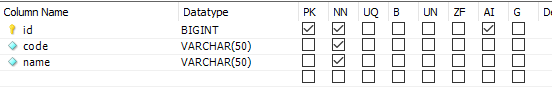 Column Name Datatype PK NN UQ B UN ZF AI G
id BIGINT
code VARCHAR(50)
name VARCHAR(50)